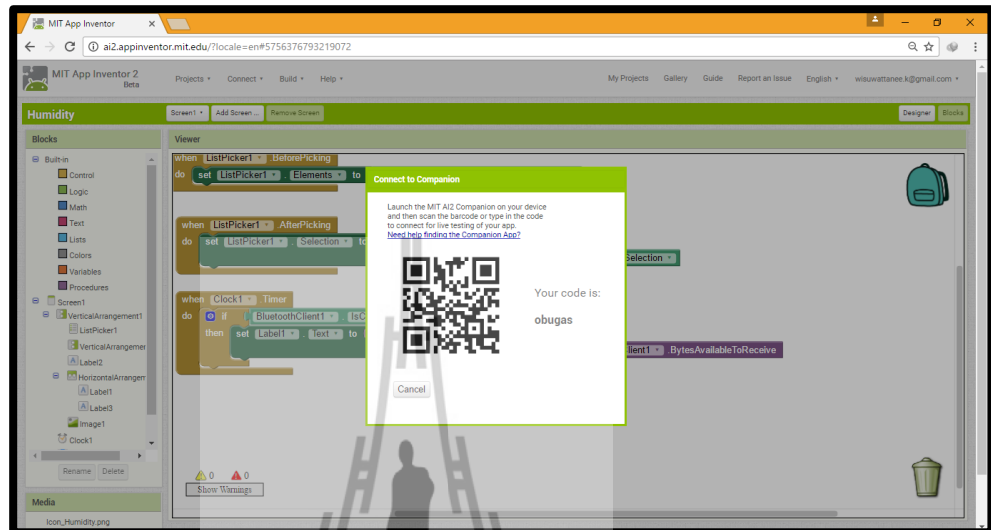 MIT App Inventor
ai2.appinventor.mit.edu/?locale=en#5756376793219072
MIT App Inventor 2
Beta
Projects Connect Build Help My Projects Gallery Guide Report an Issue English wisuwattanee.k@gmail.com
Humidity Screen1 Add Screen ... Remove Screen Designer Blocks
Blocks
Viewer
Built-in
Control
Logic
Math
Text
Lists
Colors
Variables
Procedures
Screen1
VerticalArrangement1
ListPicker1
VerticalArrangemer
Label2
HorizontalArrangem
Label1
Label3
Image1
Clock1
Rename Delete
Media
Icon_Humidity.png
when ListPicker1 .BeforePicking
do set ListPicker1 . Elements to
when ListPicker1 .AfterPicking
do set ListPicker1 . Selection to
Selection
when Clock1 .Timer
do if BluetoothClient1 . IsC
then set Label1 . Text to
lient1 .BytesAvailableToReceive
0 0
Show Warnings
Connect to Companion
Launch the MIT AI2 Companion on your device
and then scan the barcode or type in the code
to connect for live testing of your app.
Need help finding the Companion App?
Your code is:
obugas
Cancel